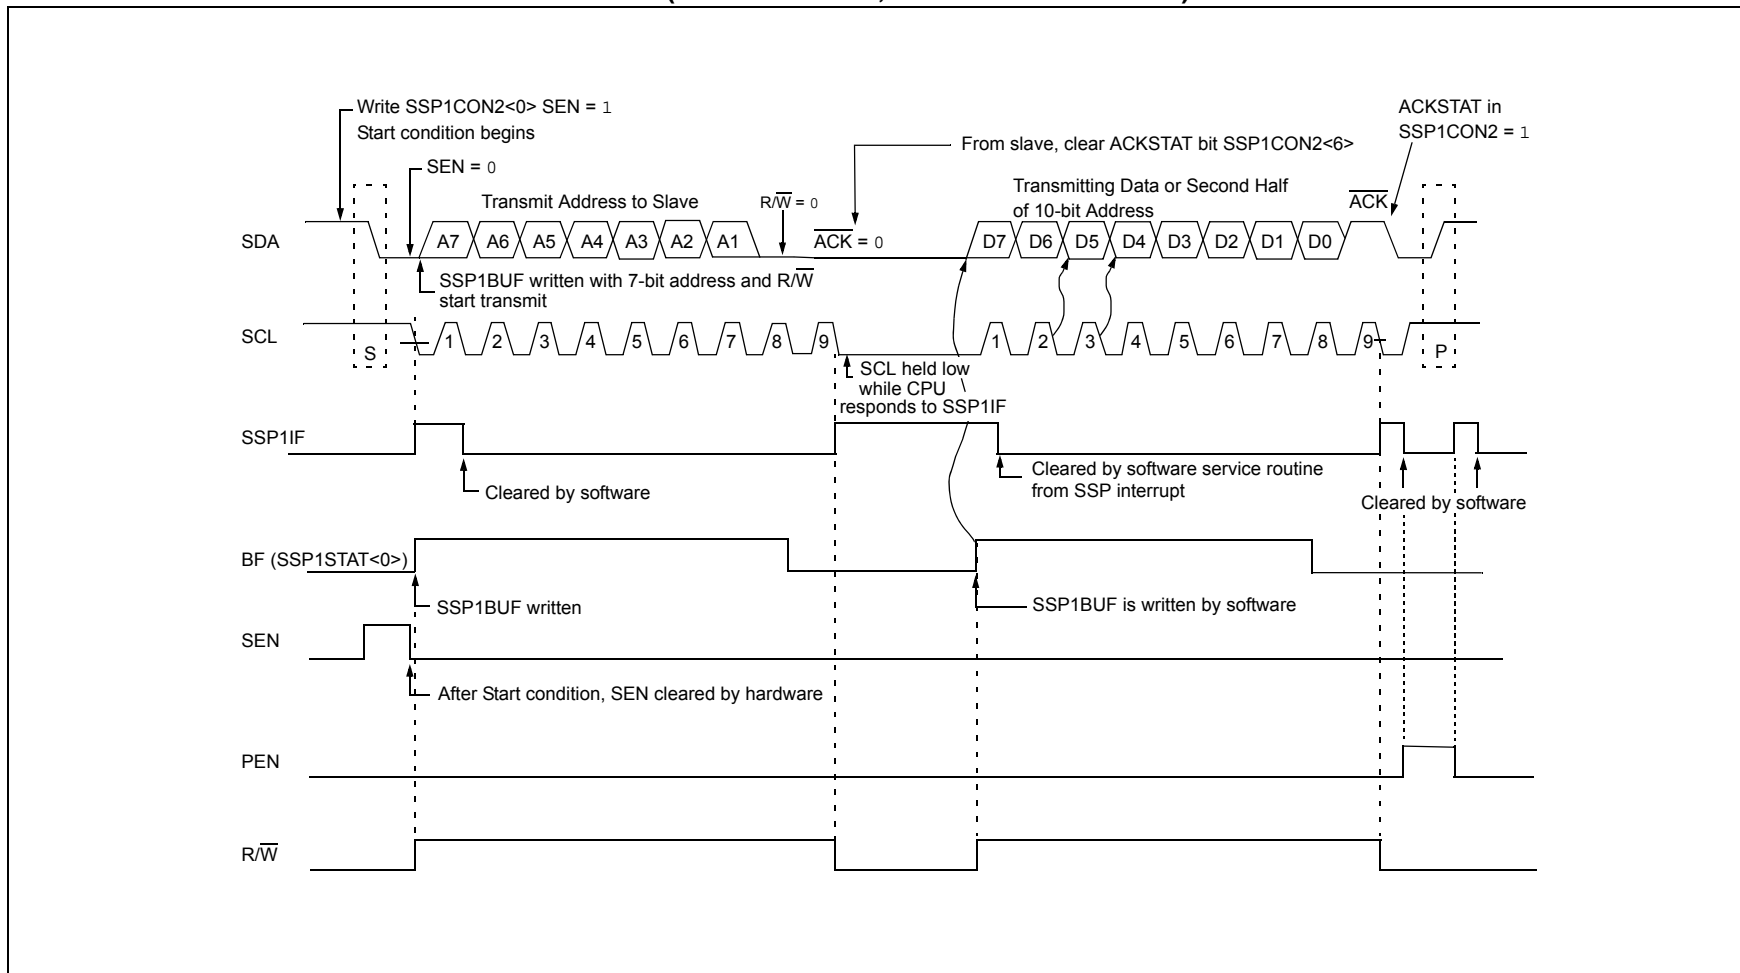 Write SSP1CON2<0> SEN = 1
Start condition begins
ACKSTAT in
SSP1CON2 = 1
From slave, clear ACKSTAT bit SSP1CON2<6>
SEN = 0
Transmit Address to Slave
R/W̅ = 0
Transmitting Data or Second Half
of 10-bit Address
A̅C̅K̅
SDA
A7 A6 A5 A4 A3 A2 A1
A̅C̅K̅ = 0
D7 D6 D5 D4 D3 D2 D1 D0
SSP1BUF written with 7-bit address and R/W̅
start transmit
SCL
S
1 2 3 4 5 6 7 8 9
1 2 3 4 5 6 7 8 9
P
SCL held low
while CPU
responds to SSP1IF
SSP1IF
Cleared by software
Cleared by software service routine
from SSP interrupt
Cleared by software
BF (SSP1STAT<0>)
SSP1BUF written
SSP1BUF is written by software
SEN
After Start condition, SEN cleared by hardware
PEN
R/W̅